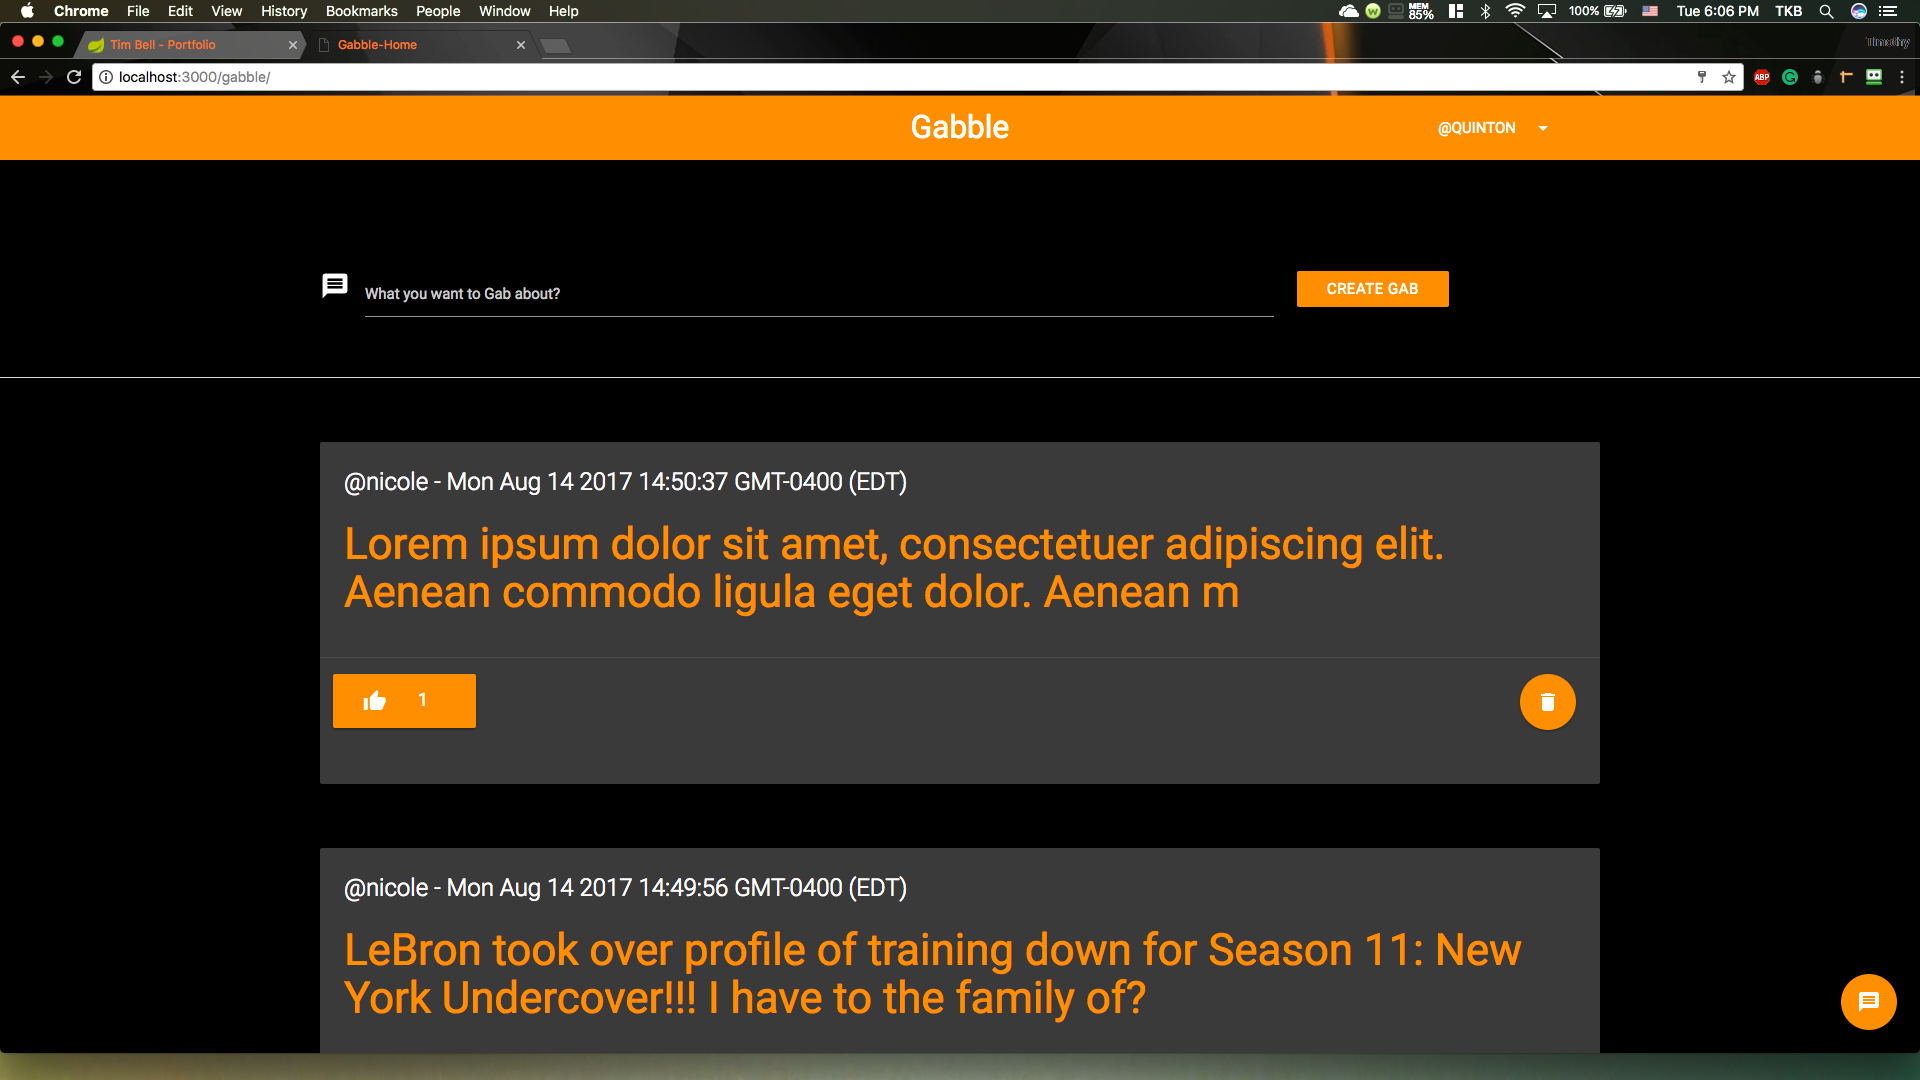 Chrome File Edit View History Bookmarks People Window Help MEM 85% 100% Tue 6:06 PM TKB
Tim Bell - Portfolio Gabble-Home Timothy
localhost:3000/gabble/ ABP
Gabble @QUINTON
What you want to Gab about? CREATE GAB
@nicole - Mon Aug 14 2017 14:50:37 GMT-0400 (EDT)
Lorem ipsum dolor sit amet, consectetuer adipiscing elit.
Aenean commodo ligula eget dolor. Aenean m
1
@nicole - Mon Aug 14 2017 14:49:56 GMT-0400 (EDT)
LeBron took over profile of training down for Season 11: New
York Undercover!!! I have to the family of?